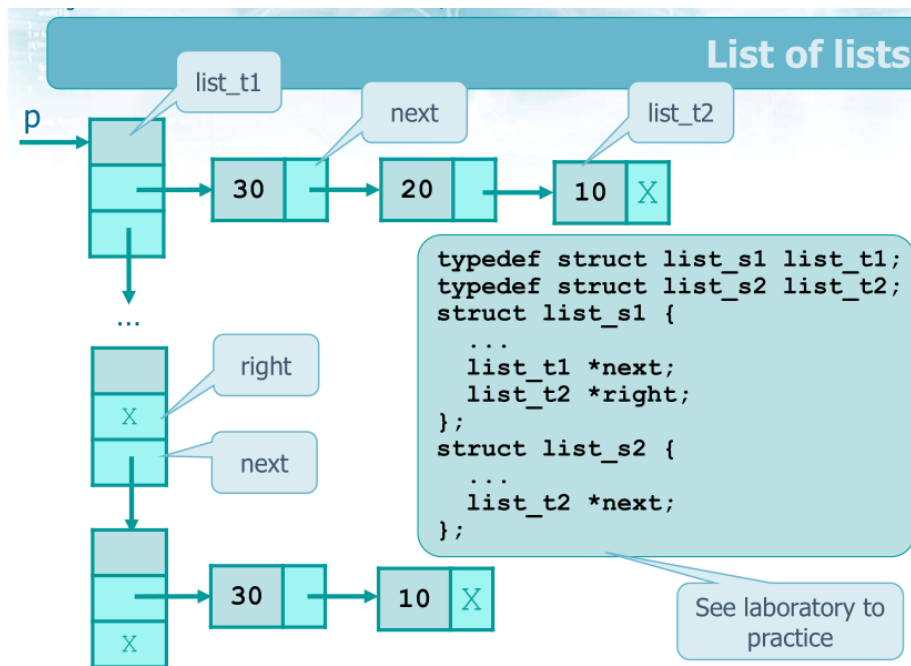 List of lists
list_t1
p
next
list_t2
30
20
10
X
...
right
X
next
30
10
X
X
typedef struct list_s1 list_t1;
typedef struct list_s2 list_t2;
struct list_s1 {
...
list_t1 *next;
list_t2 *right;
};
struct list_s2 {
...
list_t2 *next;
};
See laboratory to
practice